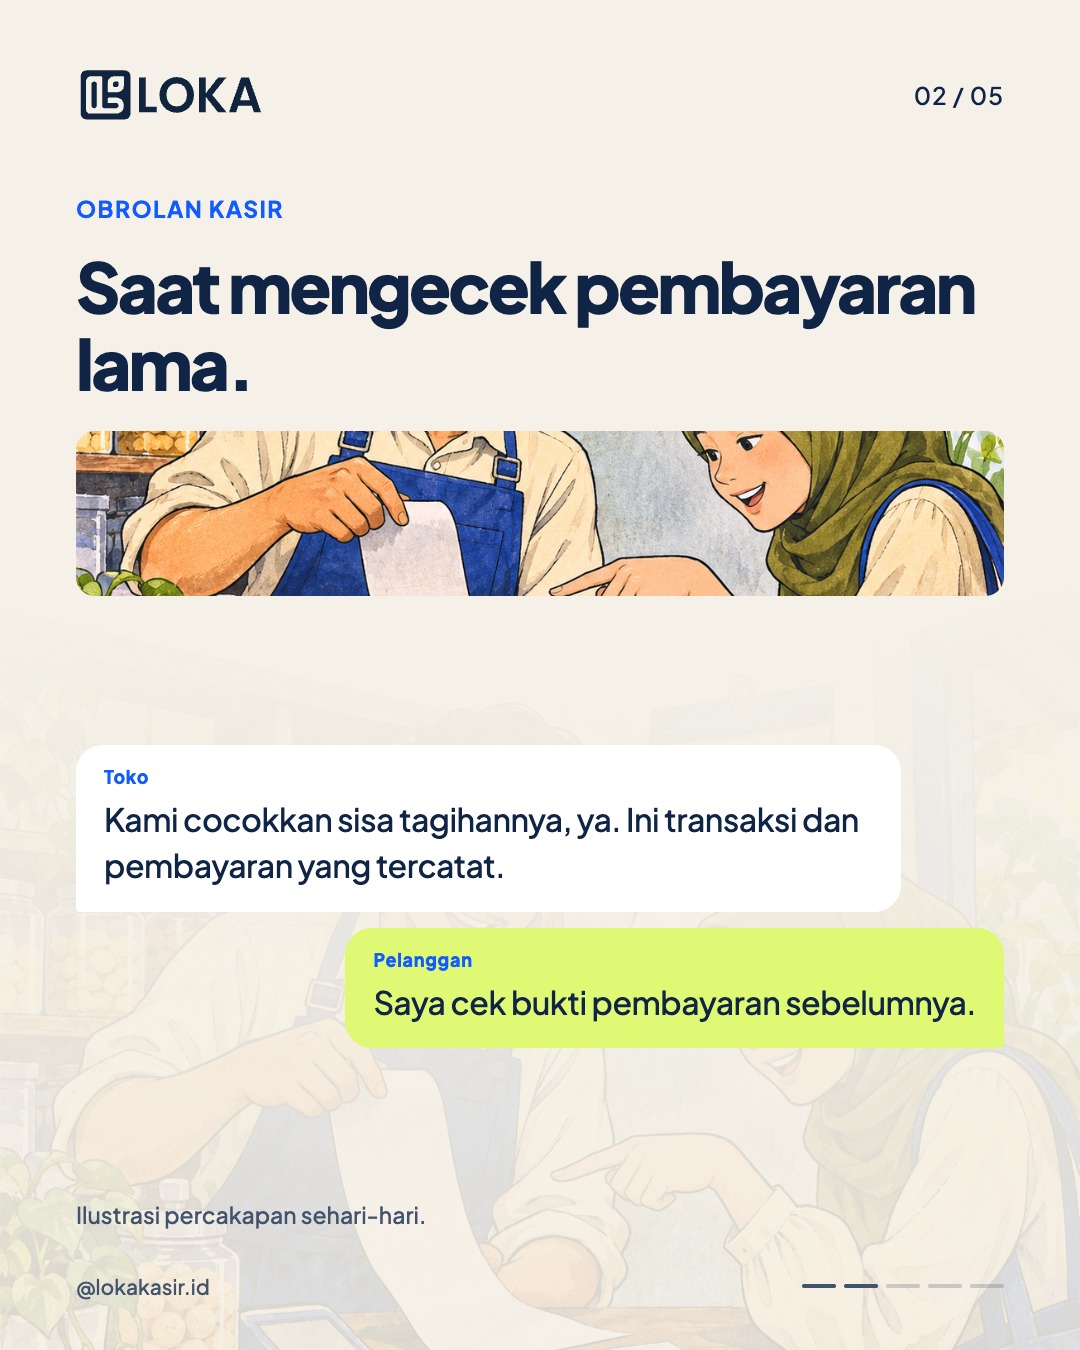 LOKA
02 / 05
OBROLAN KASIR
Saat mengecek pembayaran
lama.
Toko
Kami cocokkan sisa tagihannya, ya. Ini transaksi dan
pembayaran yang tercatat.
Pelanggan
Saya cek bukti pembayaran sebelumnya.
Ilustrasi percakapan sehari-hari.
@lokakasir.id